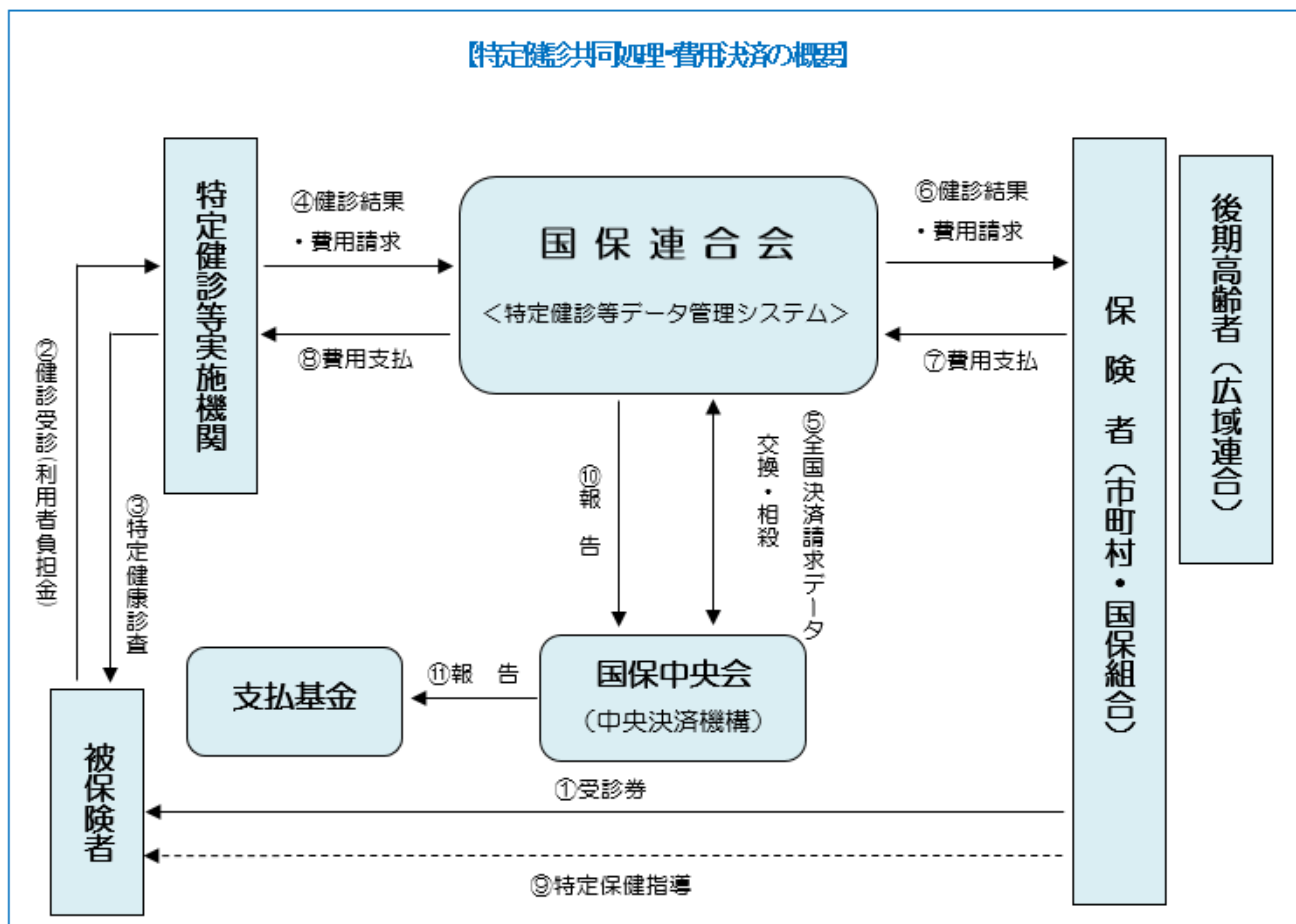 【特定健診共同処理・費用決済の概要】
特定健診等実施機関
④健診結果
・費用請求
国保連合会
<特定健診等データ管理システム>
⑥健診結果
・費用請求
保険者(市町村・国保組合)
後期高齢者(広域連合)
⑧費用支払
⑦費用支払
②健診受診(利用者負担金)
③特定健康診査
⑩報 告
⑤全国決済請求データ
交換・相殺
支払基金
⑪報 告
国保中央会
(中央決済機構)
被保険者
①受診券
⑨特定保健指導